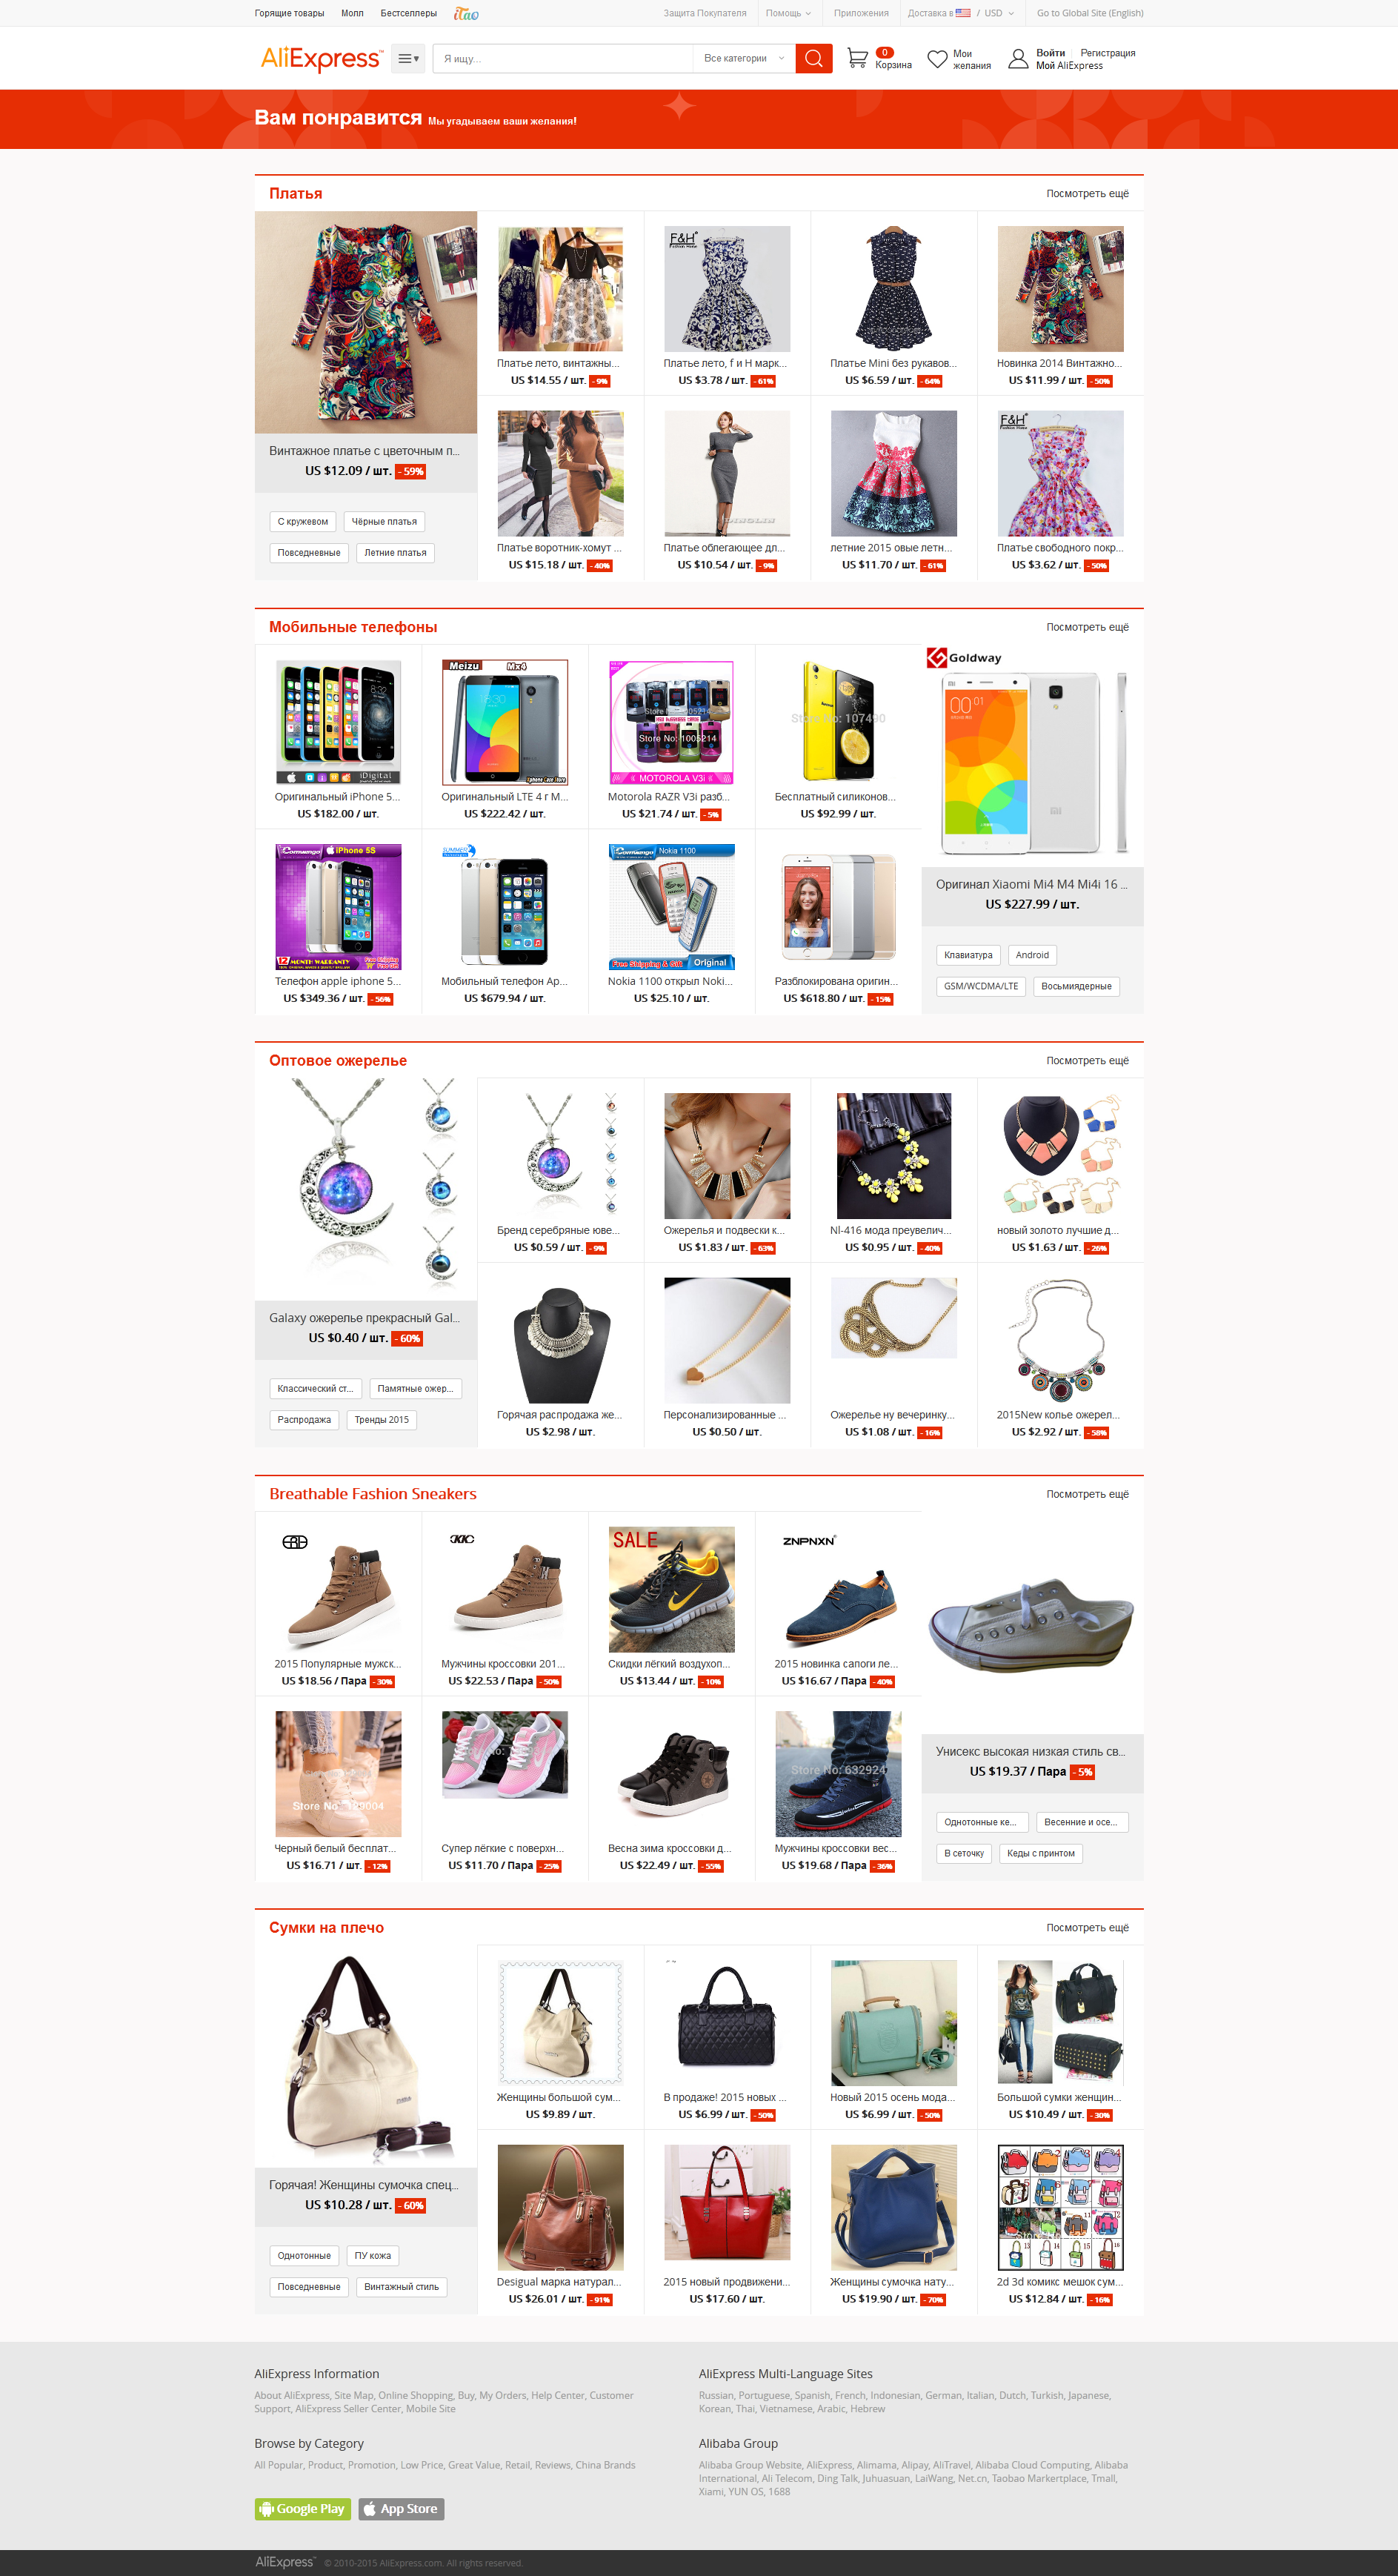 Горящие товары Молл Бестселлеры iTao Защита Покупателя Помощь Приложения Доставка в / USD Go to Global Site (English)
AliExpress™ Я ищу... Все категории 0 Корзина Мои желания Войти Регистрация Мой AliExpress
Вам понравится Мы угадываем ваши желания!
Платья Посмотреть ещё
Винтажное платье с цветочным п...
US $12.09 / шт. - 59%
С кружевом Чёрные платья
Повседневные Летние платья
F&H
Платье лето, винтажны... Платье лето, f и H марк... Платье Mini без рукавов... Новинка 2014 Винтажно...
US $14.55 / шт. - 9% US $3.78 / шт. - 61% US $6.59 / шт. - 64% US $11.99 / шт. - 50%
F&H
Платье воротник-хомут ... Платье облегающее дл... летние 2015 овые летн... Платье свободного покр...
US $15.18 / шт. - 40% US $10.54 / шт. - 9% US $11.70 / шт. - 61% US $3.62 / шт. - 50%
Мобильные телефоны Посмотреть ещё
iDigital Meizu Mx4 Store No: 1005214 MOTOROLA V3i Store No: 107490
Оригинальный iPhone 5... Оригинальный LTE 4 г M... Motorola RAZR V3i разб... Бесплатный силиконов...
US $182.00 / шт. US $222.42 / шт. US $21.74 / шт. - 5% US $92.99 / шт.
iPhone 5S 12 MONTH WARRANTY Nokia 1100 Free Shipping & Gift Original
Телефон apple iphone 5... Мобильный телефон Ap... Nokia 1100 открыл Noki... Разблокирована оригин...
US $349.36 / шт. - 56% US $679.94 / шт. US $25.10 / шт. US $618.80 / шт. - 15%
Goldway
Оригинал Xiaomi Mi4 M4 Mi4i 16 ...
US $227.99 / шт.
Клавиатура Android
GSM/WCDMA/LTE Восьмиядерные
Оптовое ожерелье Посмотреть ещё
Galaxy ожерелье прекрасный Gal...
US $0.40 / шт. - 60%
Классический ст... Памятные ожер...
Распродажа Тренды 2015
Бренд серебряные юве... Ожерелья и подвески к... Nl-416 мода преувелич... новый золото лучшие д...
US $0.59 / шт. - 9% US $1.83 / шт. - 63% US $0.95 / шт. - 40% US $1.63 / шт. - 26%
Горячая распродажа же... Персонализированные ... Ожерелье ну вечеринку... 2015New колье ожерел...
US $2.98 / шт. US $0.50 / шт. US $1.08 / шт. - 16% US $2.92 / шт. - 58%
Breathable Fashion Sneakers Посмотреть ещё
SALE ZNPNXN
2015 Популярные мужск... Мужчины кроссовки 201... Скидки лёгкий воздухоп... 2015 новинка сапоги ле...
US $18.56 / Пара - 30% US $22.53 / Пара - 50% US $13.44 / шт. - 10% US $16.67 / Пара - 40%
Store No: 632924
Черный белый бесплат... Супер лёгкие с поверхн... Весна зима кроссовки д... Мужчины кроссовки вес...
US $16.71 / шт. - 12% US $11.70 / Пара - 25% US $22.49 / шт. - 55% US $19.68 / Пара - 36%
Унисекс высокая низкая стиль св...
US $19.37 / Пара - 5%
Однотонные ке... Весенние и осе...
В сеточку Кеды с принтом
Сумки на плечо Посмотреть ещё
Горячая! Женщины сумочка спец...
US $10.28 / шт. - 60%
Однотонные ПУ кожа
Повседневные Винтажный стиль
Женщины большой сум... В продаже! 2015 новых ... Новый 2015 осень мода... Большой сумки женщин...
US $9.89 / шт. US $6.99 / шт. - 50% US $6.99 / шт. - 50% US $10.49 / шт. - 30%
Desigual марка натурал... 2015 новый продвижени... Женщины сумочка нату... 2d 3d комикс мешок сум...
US $26.01 / шт. - 91% US $17.60 / шт. US $19.90 / шт. - 70% US $12.84 / шт. - 16%
AliExpress Information
About AliExpress, Site Map, Online Shopping, Buy, My Orders, Help Center, Customer
Support, AliExpress Seller Center, Mobile Site
AliExpress Multi-Language Sites
Russian, Portuguese, Spanish, French, Indonesian, German, Italian, Dutch, Turkish, Japanese,
Korean, Thai, Vietnamese, Arabic, Hebrew
Browse by Category
All Popular, Product, Promotion, Low Price, Great Value, Retail, Reviews, China Brands
Alibaba Group
Alibaba Group Website, AliExpress, Alimama, Alipay, AliTravel, Alibaba Cloud Computing, Alibaba
International, Ali Telecom, Ding Talk, Juhuasuan, LaiWang, Net.cn, Taobao Markertplace, Tmall,
Xiami, YUN OS, 1688
Google Play App Store
AliExpress™ © 2010-2015 AliExpress.com. All rights reserved.